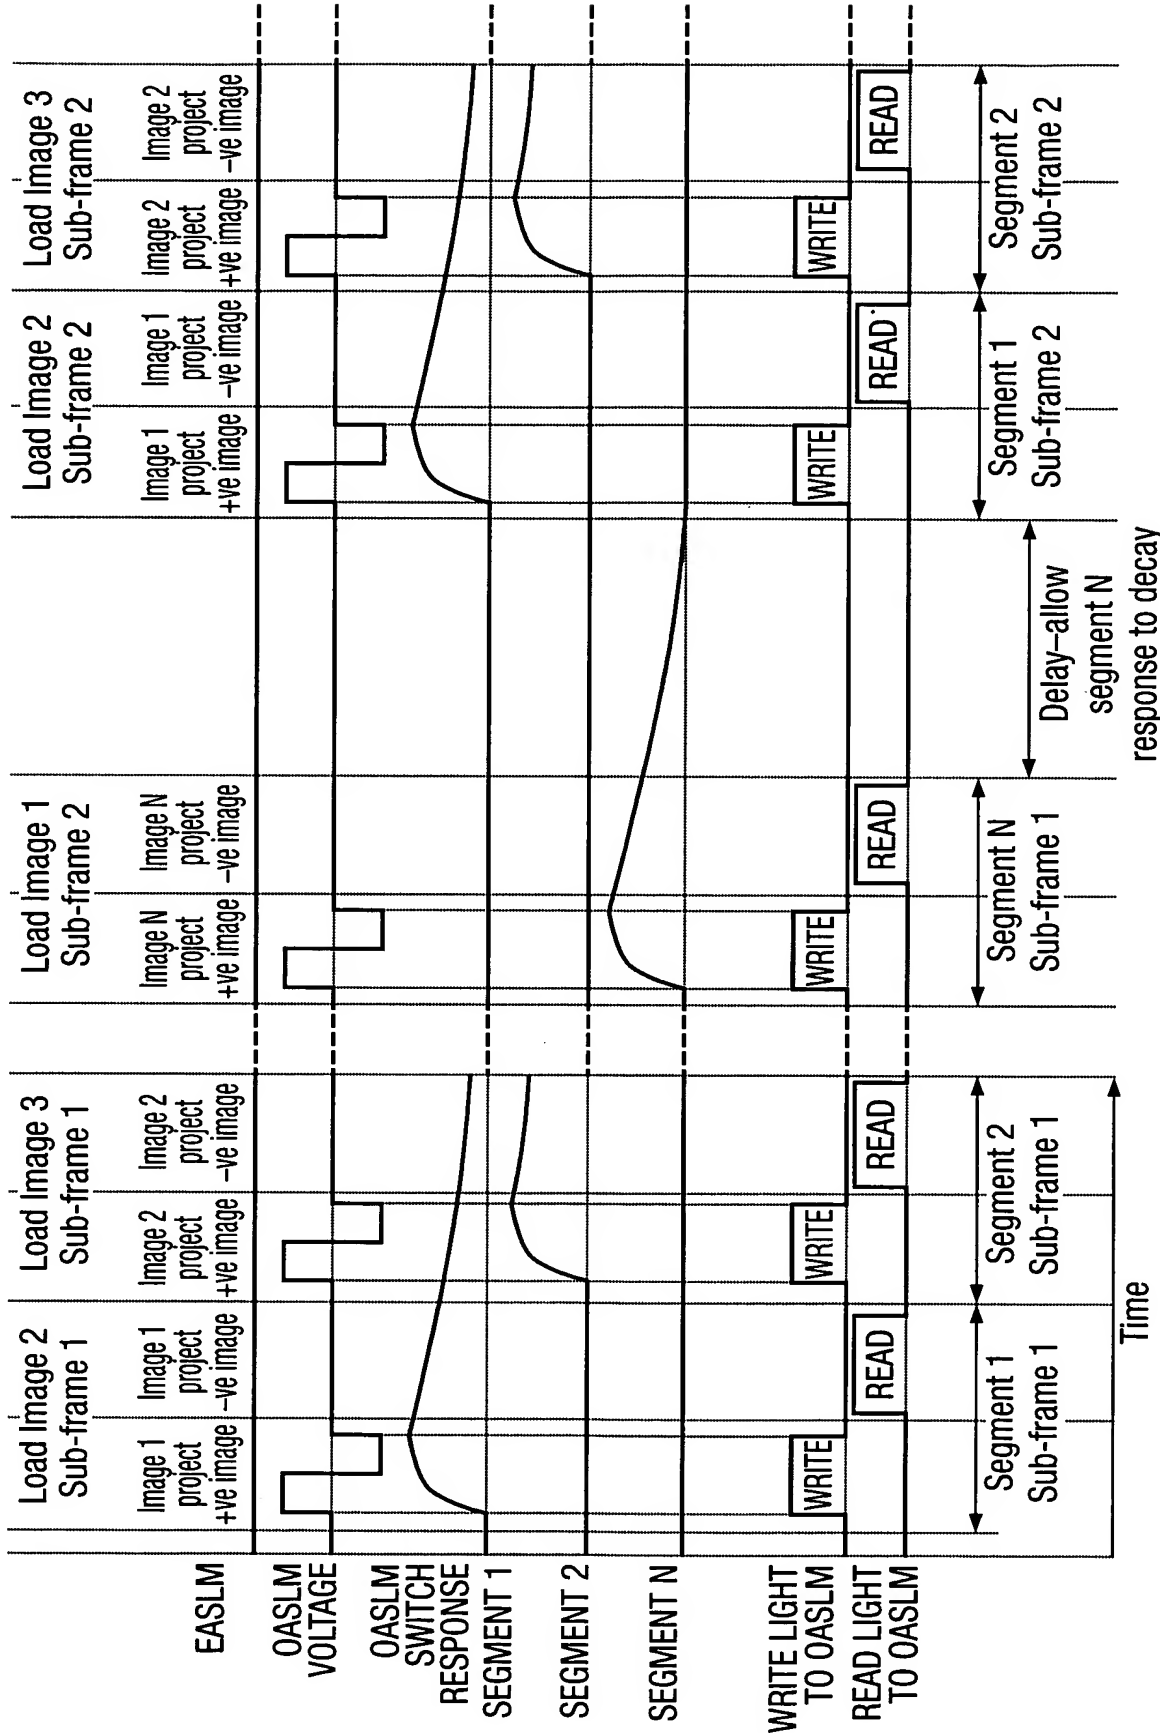 Load Image 2
Sub-frame 1
Load Image 3
Sub-frame 1
Load Image 1
Sub-frame 2
Load Image 2
Sub-frame 2
Load Image 3
Sub-frame 2
EASLM
Image 1
project
+ve image
Image 1
project
–ve image
Image 2
project
+ve image
Image 2
project
–ve image
Image N
project
+ve image
Image N
project
–ve image
Image 1
project
+ve image
Image 1
project
–ve image
Image 2
project
+ve image
Image 2
project
–ve image
OASLM
VOLTAGE
OASLM
SWITCH
RESPONSE
SEGMENT 1
SEGMENT 2
SEGMENT N
WRITE LIGHT
TO OASLM
WRITE
WRITE
WRITE
WRITE
WRITE
READ LIGHT
TO OASLM
READ
READ
READ
READ
READ
Segment 1
Sub-frame 1
Segment 2
Sub-frame 1
Segment N
Sub-frame 1
Delay–allow
segment N
response to decay
Segment 1
Sub-frame 2
Segment 2
Sub-frame 2
Time